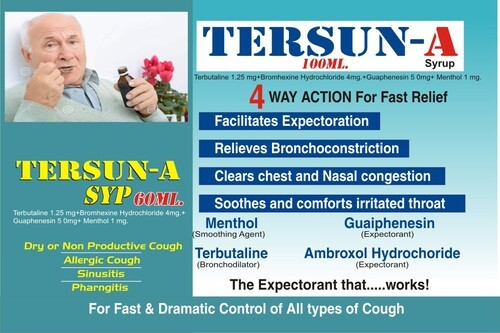 TERSUN-A
100ML.
Syrup
Terbutaline 1.25 mg+Bromhexine Hydrochloride 4mg.+Guaphenesin 5 0mg+ Menthol 1 mg.
4 WAY ACTION For Fast Relief
Facilitates Expectoration
Relieves Bronchoconstriction
Clears chest and Nasal congestion
Soothes and comforts irritated throat
Menthol
(Smoothing Agent)
Guaiphenesin
(Expectorant)
Terbutaline
(Bronchodilator)
Ambroxol Hydrochoride
(Expectorant)
The Expectorant that.....works!
TERSUN-A
SYP 60ML.
Terbutaline 1.25 mg+Bromhexine Hydrochloride 4mg.+
Guaphenesin 5 0mg+ Menthol 1 mg.
Dry or Non Productive Cough
Allergic Cough
Sinusitis
Pharngitis
For Fast & Dramatic Control of All types of Cough